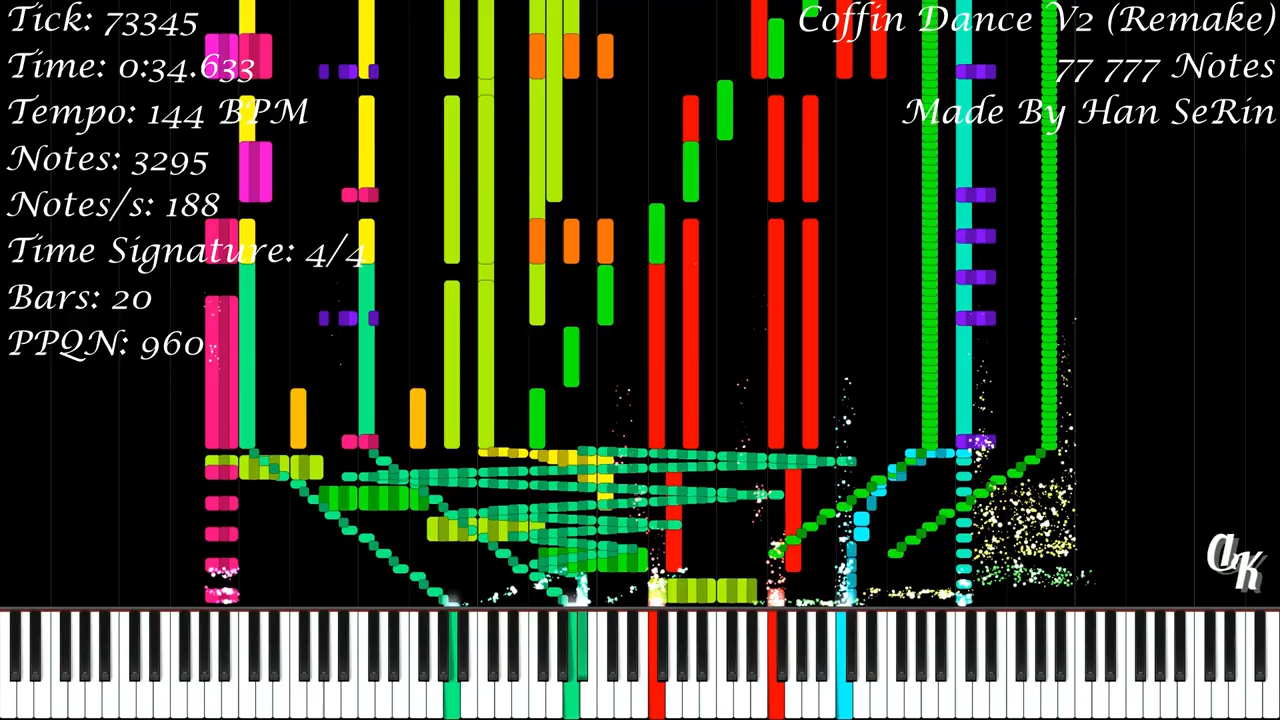 Tick: 73345
Time: 0:34.633
Tempo: 144 BPM
Notes: 3295
Notes/s: 188
Time Signature: 4/4
Bars: 20
PPQN: 960
Coffin Dance V2 (Remake)
77 777 Notes
Made By Han SeRin
AK